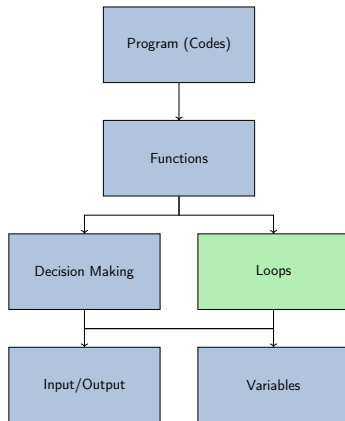 Program (Codes)
Functions
Decision Making
Loops
Input/Output
Variables